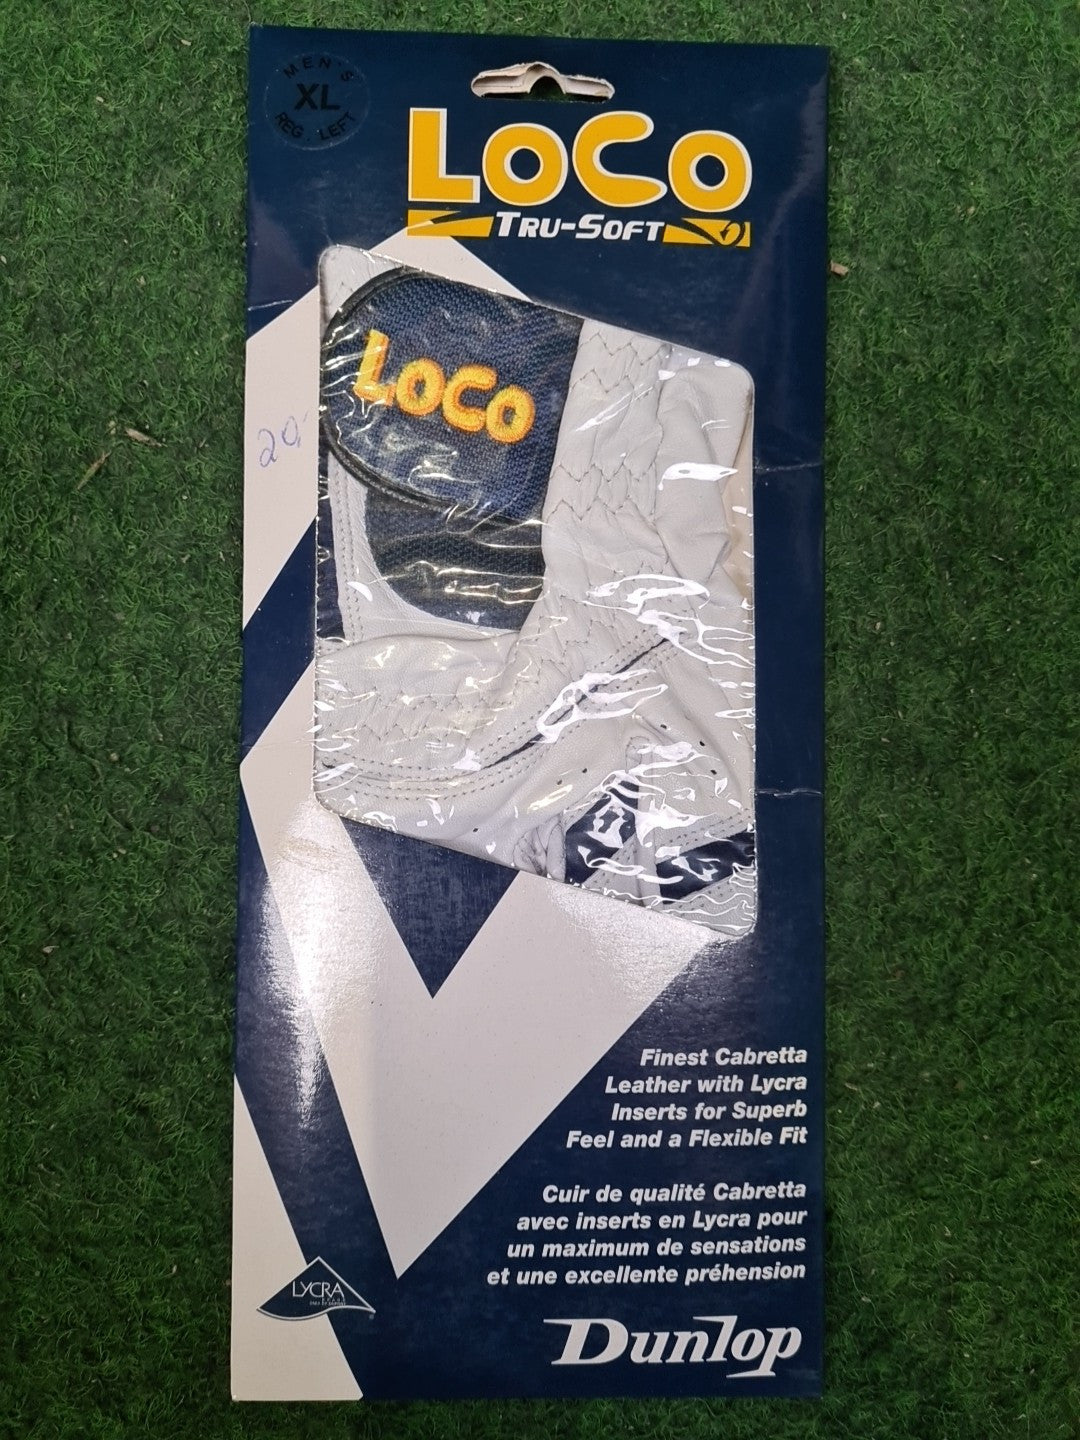 MEN'S
XL
REG. LEFT
LOCO
TRU-SOFT
LOCO
20,-
Finest Cabretta
Leather with Lycra
Inserts for Superb
Feel and a Flexible Fit
Cuir de qualité Cabretta
avec inserts en Lycra pour
un maximum de sensations
et une excellente préhension
LYCRA
DUNLOP